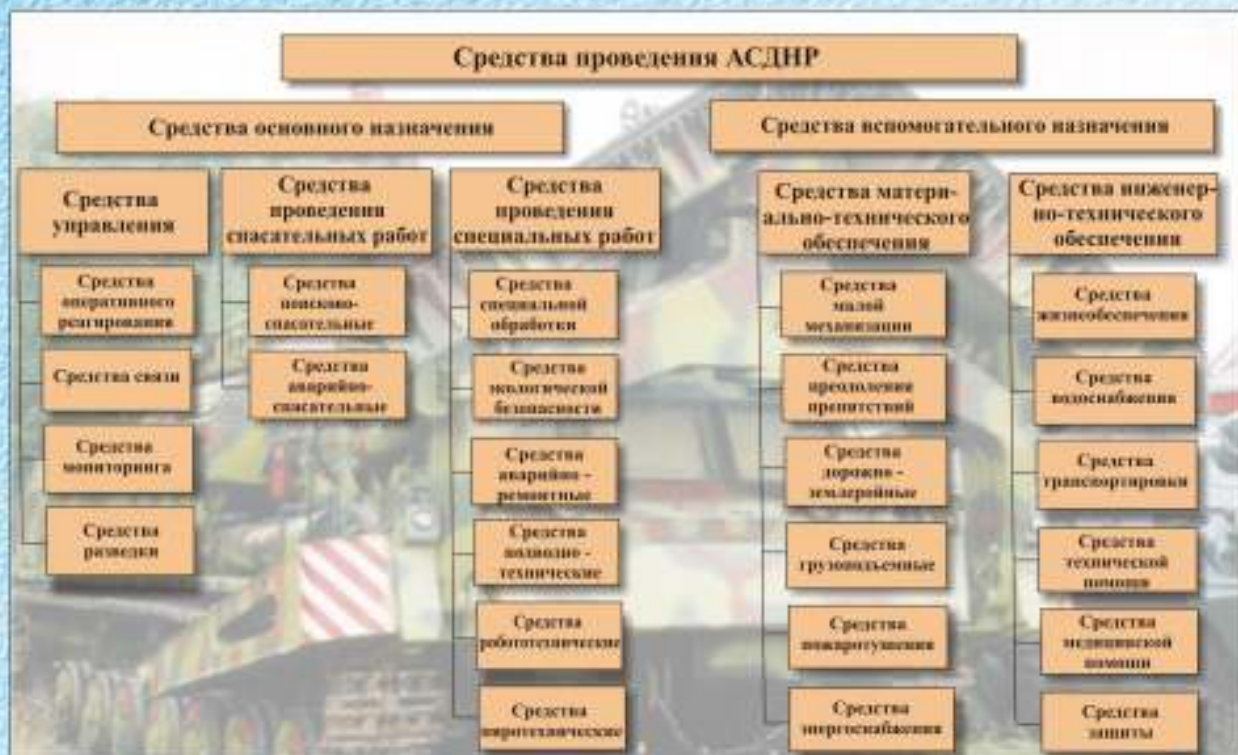 Средства проведения АСДНР
Средства основного назначения
Средства вспомогательного назначения
Средства
управления
Средства
проведения
спасательных работ
Средства
проведения
специальных работ
Средства матери-
ально-технического
обеспечения
Средства инженер-
но-технического
обеспечения
Средства
оперативного
реагирования
Средства связи
Средства
мониторинга
Средства
разведки
Средства
поисково-
спасательные
Средства
аварийно-
спасательные
Средства
специальной
обработки
Средства
экологической
безопасности
Средства
аварийно -
ремонтные
Средства
подводно -
технические
Средства
робототехнические
Средства
пиротехнические
Средства
малой
механизации
Средства
преодоления
препятствий
Средства
дорожно -
землеройные
Средства
грузоподъемные
Средства
пожаротушения
Средства
энергоснабжения
Средства
жизнеобеспечения
Средства
водоснабжения
Средства
транспортировки
Средства
технической
помощи
Средства
медицинской
помощи
Средства
защиты